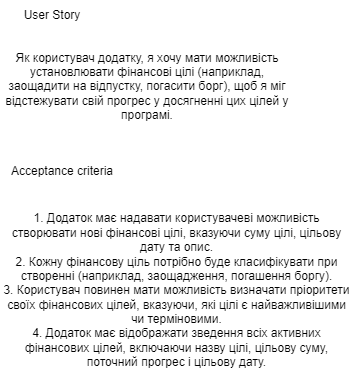 User Story
Як користувач додатку, я хочу мати можливість
установлювати фінансові цілі (наприклад,
заощадити на відпустку, погасити борг), щоб я міг
відстежувати свій прогрес у досягненні цих цілей у
програмі.
Acceptance criteria
1. Додаток має надавати користувачеві можливість
створювати нові фінансові цілі, вказуючи суму цілі, цільову
дату та опис.
2. Кожну фінансову ціль потрібно буде класифікувати при
створенні (наприклад, заощадження, погашення боргу).
3. Користувач повинен мати можливість визначати пріоритети
своїх фінансових цілей, вказуючи, які цілі є найважливішими
чи терміновими.
4. Додаток має відображати зведення всіх активних
фінансових цілей, включаючи назву цілі, цільову суму,
поточний прогрес і цільову дату.